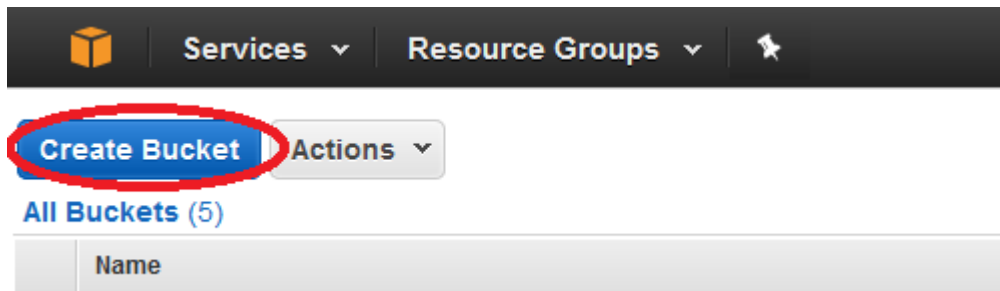 Services Resource Groups
Create Bucket Actions
All Buckets (5)
Name